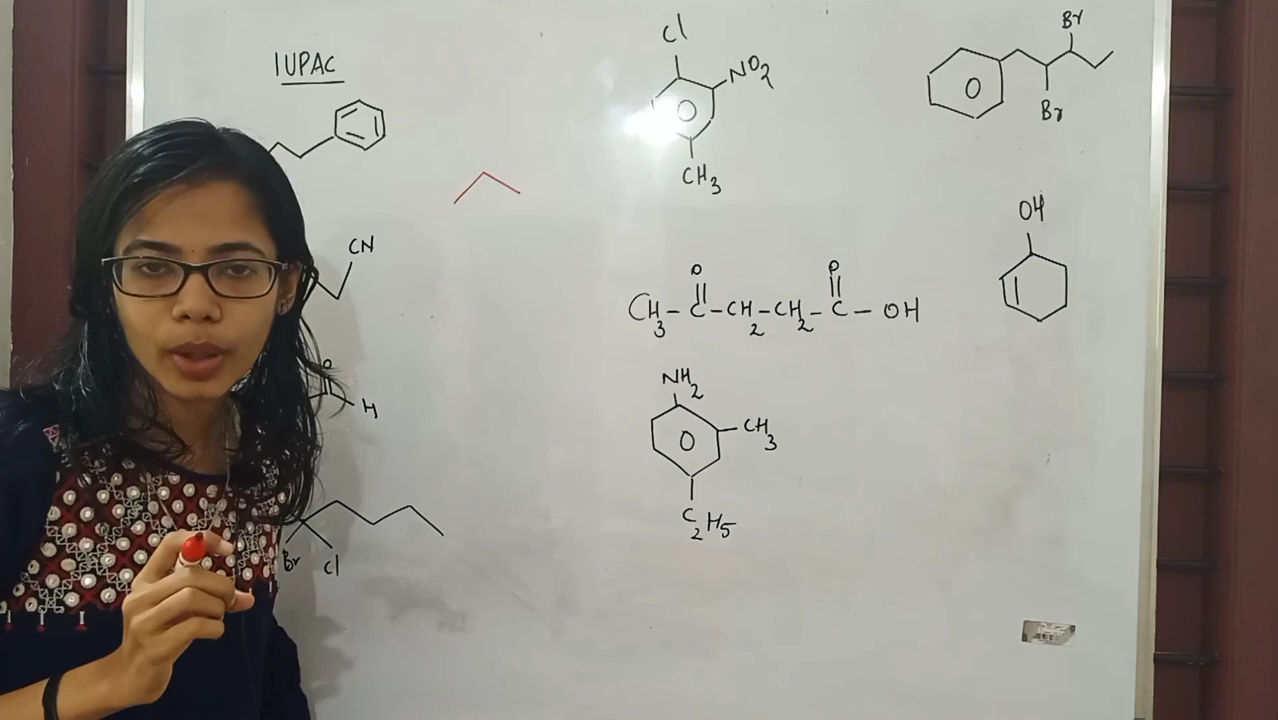 IUPAC
CN
O
H
Br
Cl
Cl
NO2
CH3
O O
CH3-C-CH2-CH2-C-OH
NH2
CH3
C2H5
Br
Br
OH